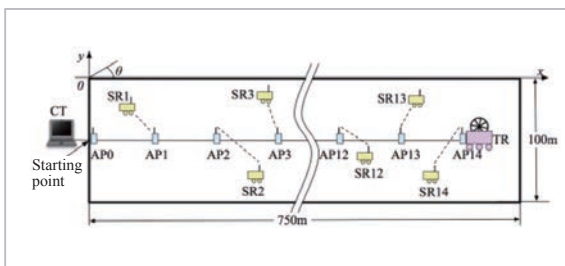 y
x
0
θ
CT
SR1
SR3
SR13
TR
100m
AP0
AP1
AP2
AP3
AP12
AP13
AP14
Starting
point
SR2
SR12
SR14
750m